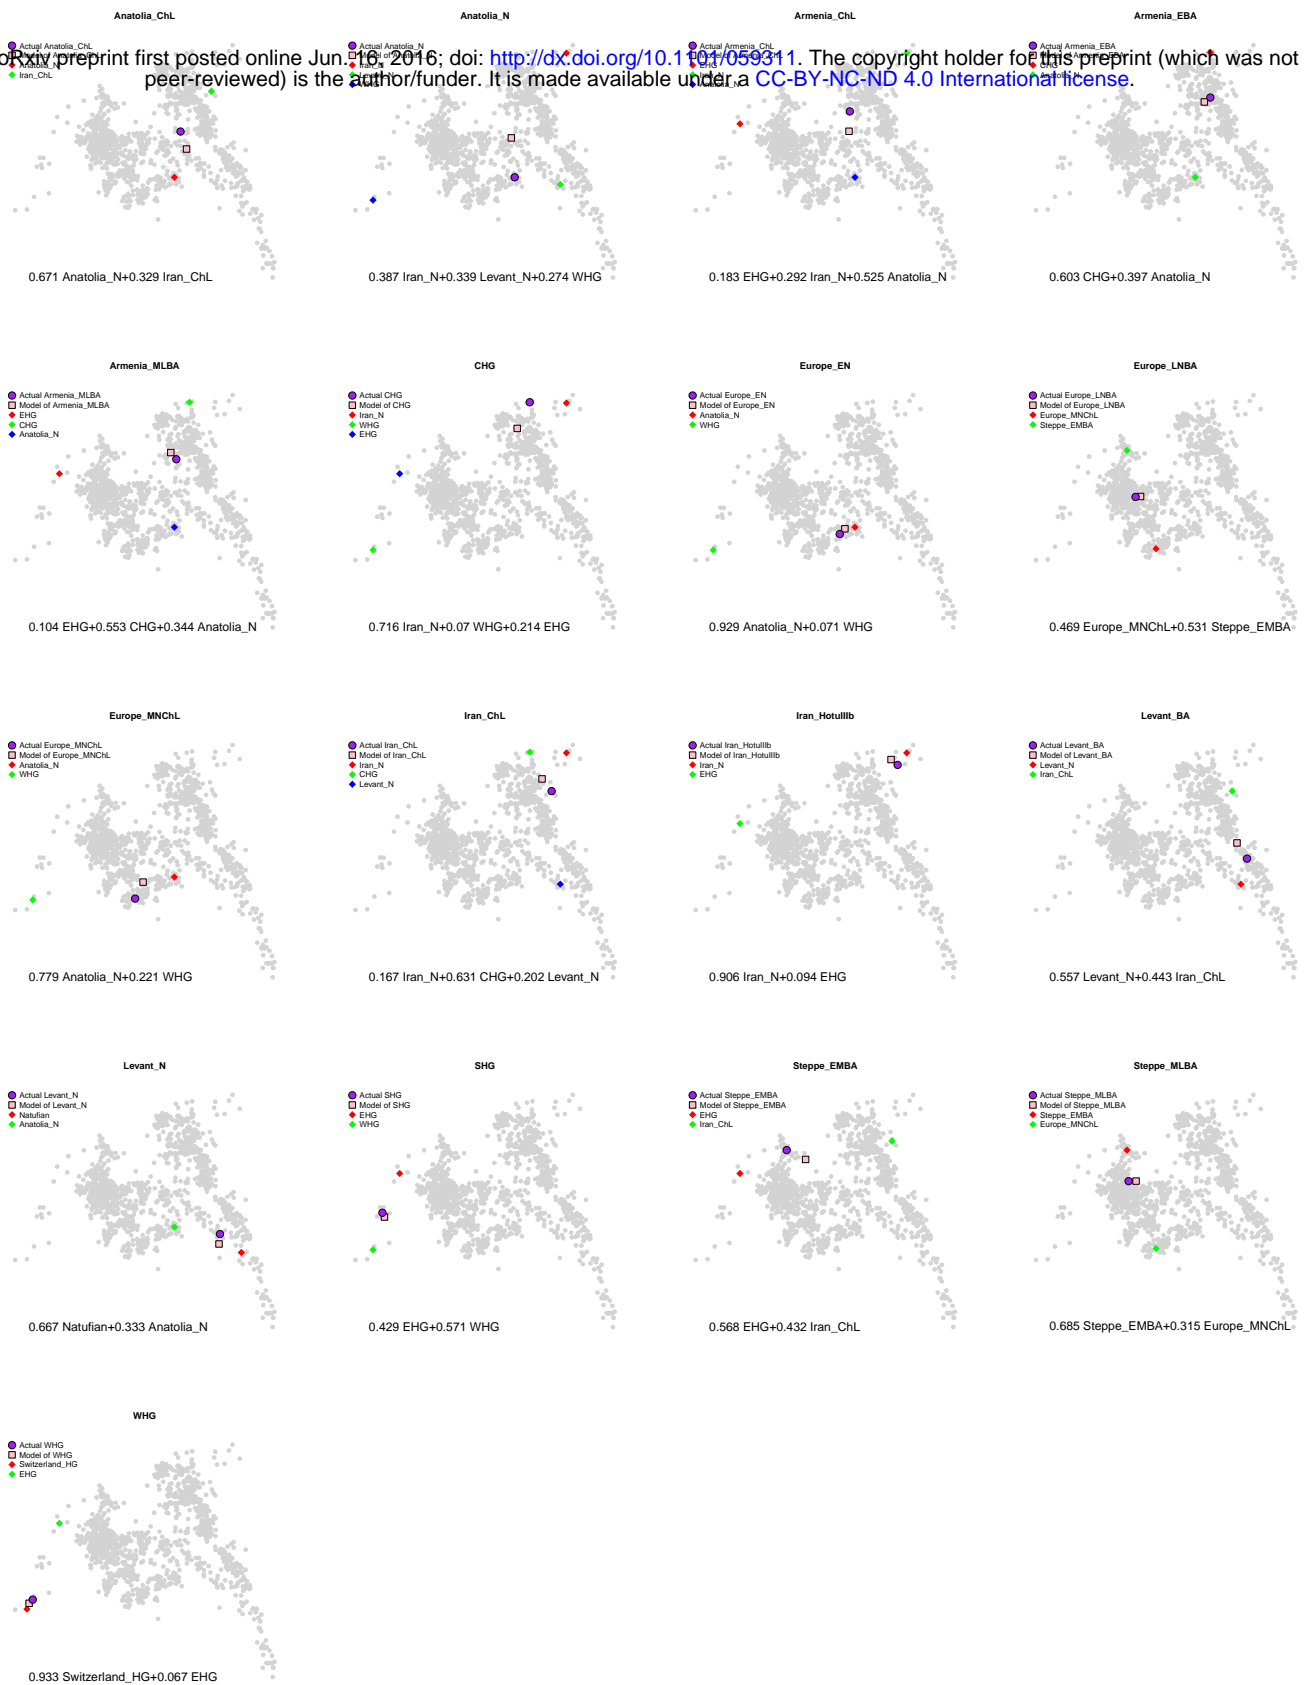 Anatolia_ChL
Anatolia_N
Armenia_ChL
Armenia_EBA
Actual Anatolia_ChL
Anatolia_N
Iran_ChL
Actual Anatolia_N
Model of Anatolia_N
Iran_N
Levant_N
WHG
Actual Armenia_ChL
EHG
Iran_N
Anatolia_N
Actual Armenia_EBA
CHG
Anatolia_N
preprint first posted online Jun. 16, 2016; doi: http://dx.doi.org/10.1101/059311. The copyright holder for this preprint (which was not
peer-reviewed) is the author/funder. It is made available under a CC-BY-NC-ND 4.0 International license.
0.671 Anatolia_N+0.329 Iran_ChL
0.387 Iran_N+0.339 Levant_N+0.274 WHG
0.183 EHG+0.292 Iran_N+0.525 Anatolia_N
0.603 CHG+0.397 Anatolia_N
Armenia_MLBA
Actual Armenia_MLBA
Model of Armenia_MLBA
EHG
CHG
Anatolia_N
0.104 EHG+0.553 CHG+0.344 Anatolia_N
CHG
Actual CHG
Model of CHG
Iran_N
WHG
EHG
0.716 Iran_N+0.07 WHG+0.214 EHG
Europe_EN
Actual Europe_EN
Model of Europe_EN
Anatolia_N
WHG
0.929 Anatolia_N+0.071 WHG
Europe_LNBA
Actual Europe_LNBA
Model of Europe_LNBA
Europe_MNChL
Steppe_EMBA
0.469 Europe_MNChL+0.531 Steppe_EMBA
Europe_MNChL
Actual Europe_MNChL
Model of Europe_MNChL
Anatolia_N
WHG
0.779 Anatolia_N+0.221 WHG
Iran_ChL
Actual Iran_ChL
Model of Iran_ChL
Iran_N
CHG
Levant_N
0.167 Iran_N+0.631 CHG+0.202 Levant_N
Iran_HotuIIIb
Actual Iran_HotuIIIb
Model of Iran_HotuIIIb
Iran_N
EHG
0.906 Iran_N+0.094 EHG
Levant_BA
Actual Levant_BA
Model of Levant_BA
Levant_N
Iran_ChL
0.557 Levant_N+0.443 Iran_ChL
Levant_N
Actual Levant_N
Model of Levant_N
Natufian
Anatolia_N
0.667 Natufian+0.333 Anatolia_N
SHG
Actual SHG
Model of SHG
EHG
WHG
0.429 EHG+0.571 WHG
Steppe_EMBA
Actual Steppe_EMBA
Model of Steppe_EMBA
EHG
Iran_ChL
0.568 EHG+0.432 Iran_ChL
Steppe_MLBA
Actual Steppe_MLBA
Model of Steppe_MLBA
Steppe_EMBA
Europe_MNChL
0.685 Steppe_EMBA+0.315 Europe_MNChL
WHG
Actual WHG
Model of WHG
Switzerland_HG
EHG
0.933 Switzerland_HG+0.067 EHG